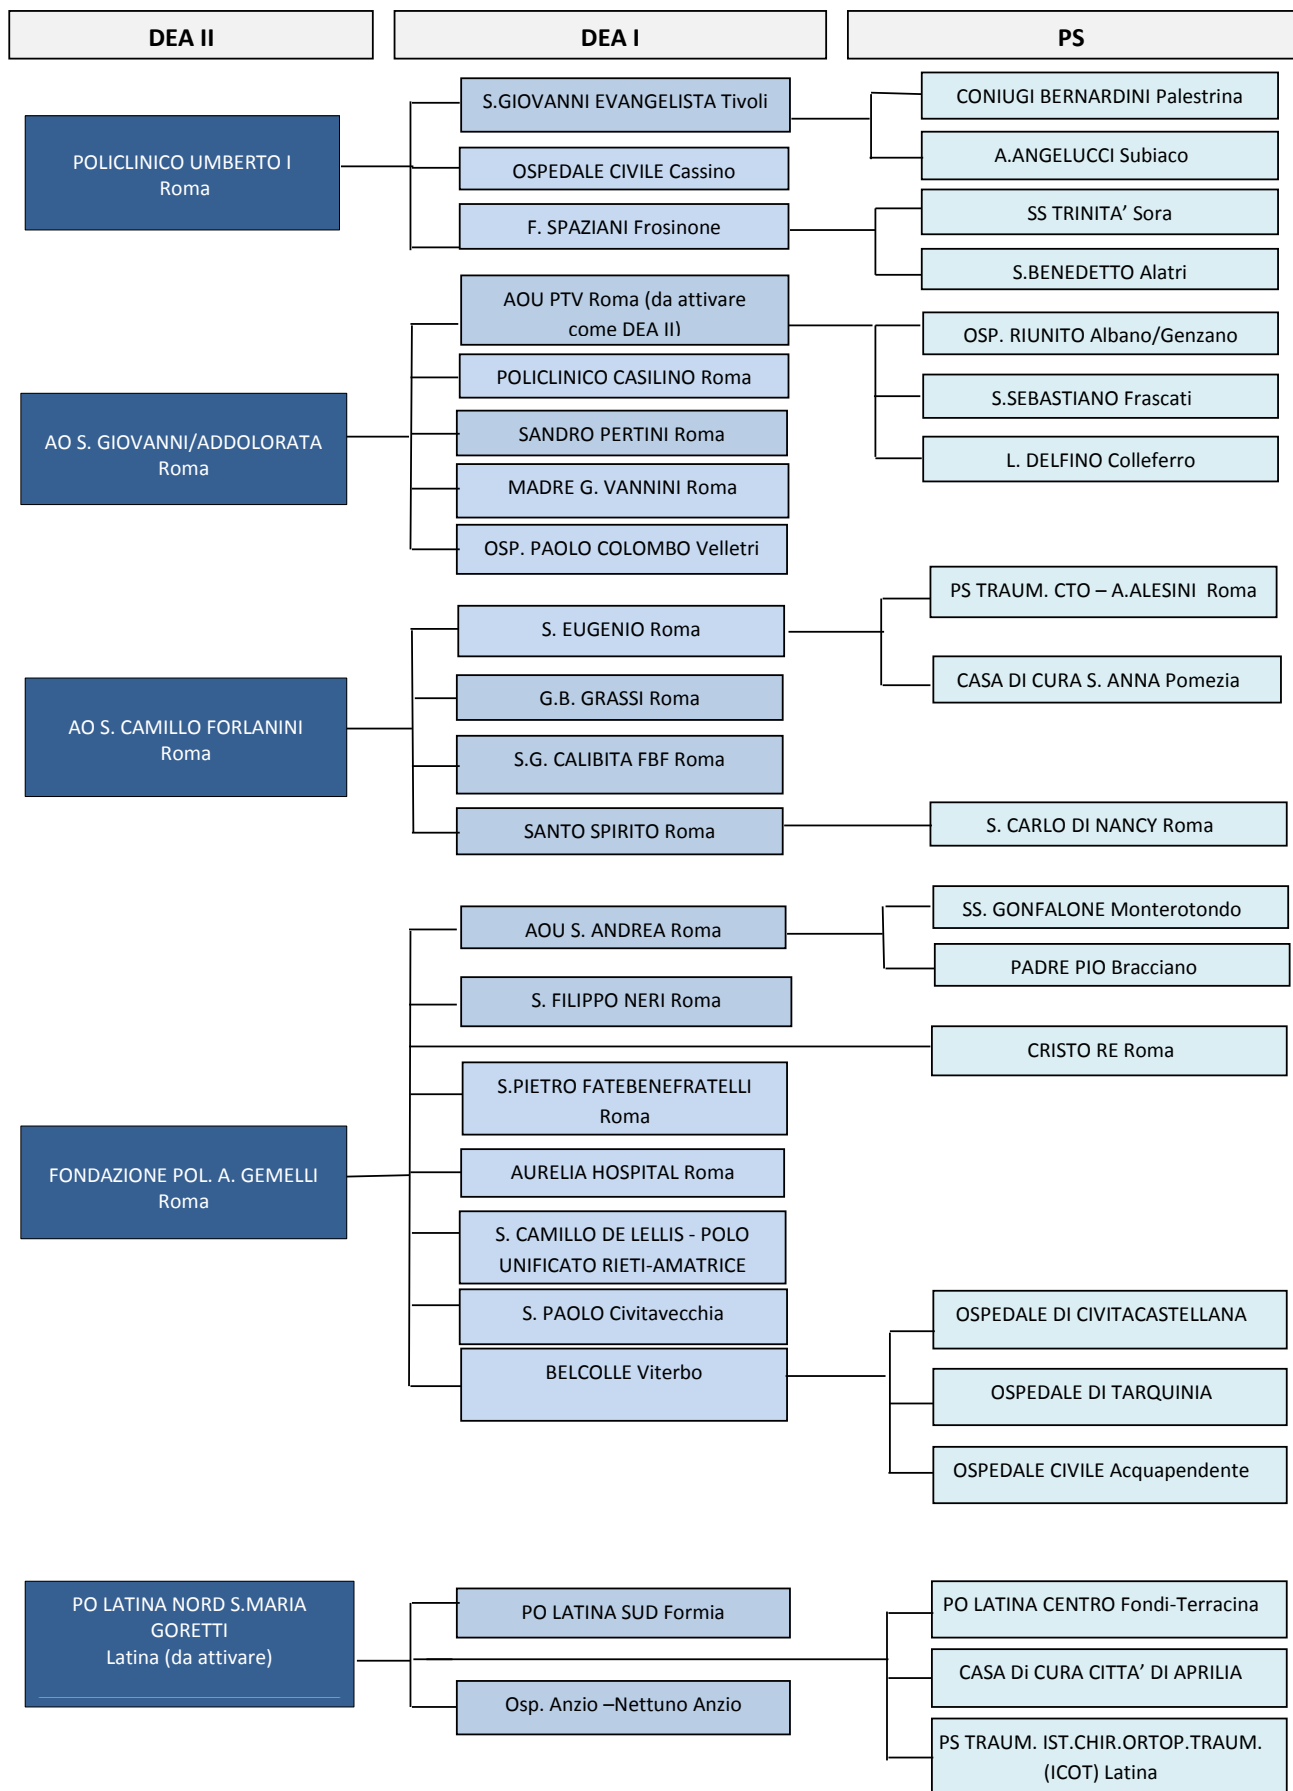 DEA II
DEA I
PS
POLICLINICO UMBERTO I
Roma
S.GIOVANNI EVANGELISTA Tivoli
CONIUGI BERNARDINI Palestrina
A.ANGELUCCI Subiaco
OSPEDALE CIVILE Cassino
F. SPAZIANI Frosinone
SS TRINITA’ Sora
S.BENEDETTO Alatri
AO S. GIOVANNI/ADDOLORATA
Roma
AOU PTV Roma (da attivare
come DEA II)
OSP. RIUNITO Albano/Genzano
S.SEBASTIANO Frascati
L. DELFINO Colleferro
POLICLINICO CASILINO Roma
SANDRO PERTINI Roma
MADRE G. VANNINI Roma
OSP. PAOLO COLOMBO Velletri
AO S. CAMILLO FORLANINI
Roma
S. EUGENIO Roma
PS TRAUM. CTO – A.ALESINI  Roma
CASA DI CURA S. ANNA Pomezia
G.B. GRASSI Roma
S.G. CALIBITA FBF Roma
SANTO SPIRITO Roma
S. CARLO DI NANCY Roma
FONDAZIONE POL. A. GEMELLI
Roma
AOU S. ANDREA Roma
SS. GONFALONE Monterotondo
PADRE PIO Bracciano
S. FILIPPO NERI Roma
CRISTO RE Roma
S.PIETRO FATEBENEFRATELLI
Roma
AURELIA HOSPITAL Roma
S. CAMILLO DE LELLIS - POLO
UNIFICATO RIETI-AMATRICE
S. PAOLO Civitavecchia
BELCOLLE Viterbo
OSPEDALE DI CIVITACASTELLANA
OSPEDALE DI TARQUINIA
OSPEDALE CIVILE Acquapendente
PO LATINA NORD S.MARIA
GORETTI
Latina (da attivare)
PO LATINA SUD Formia
Osp. Anzio –Nettuno Anzio
PO LATINA CENTRO Fondi-Terracina
CASA Di CURA CITTA’ DI APRILIA
PS TRAUM. IST.CHIR.ORTOP.TRAUM.
(ICOT) Latina